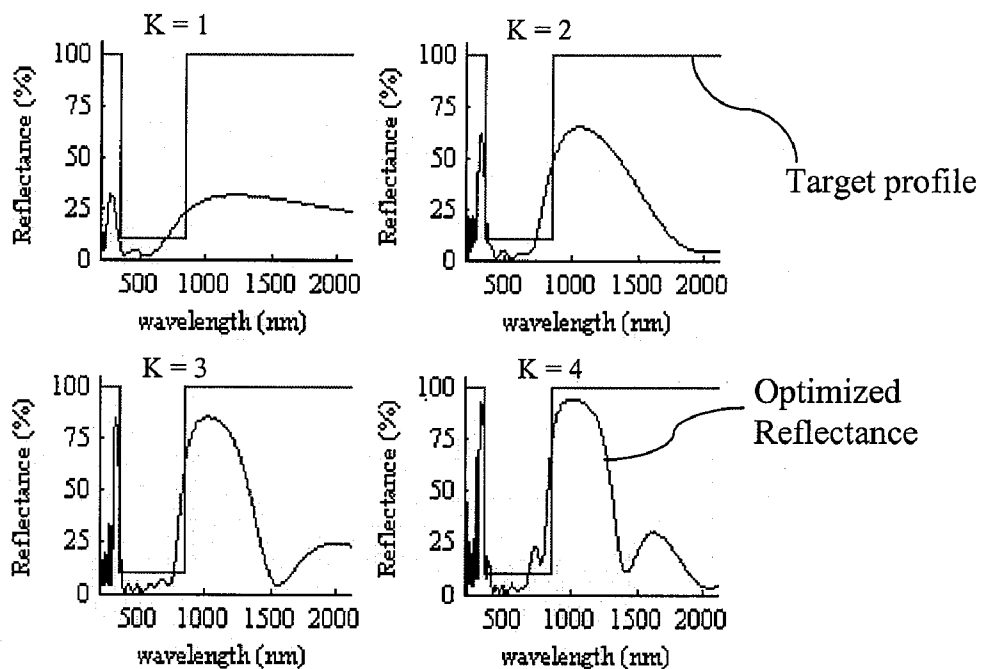 K = 1
100
75
50
25
0
Reflectance (%)
500 1000 1500 2000
wavelength (nm)
K = 2
100
75
50
25
0
Reflectance (%)
500 1000 1500 2000
wavelength (nm)
Target profile
K = 3
100
75
50
25
0
Reflectance (%)
500 1000 1500 2000
wavelength (nm)
K = 4
100
75
50
25
0
Reflectance (%)
500 1000 1500 2000
wavelength (nm)
Optimized
Reflectance